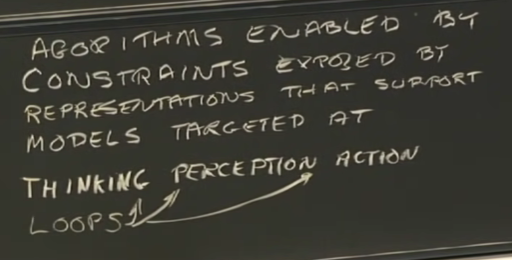 AGORITHMS ENABLED BY
CONSTRAINTS EXPOSED BY
REPRESENTATIONS THAT SUPPORT
MODELS TARGETED AT
THINKING PERCEPTION ACTION
LOOPS